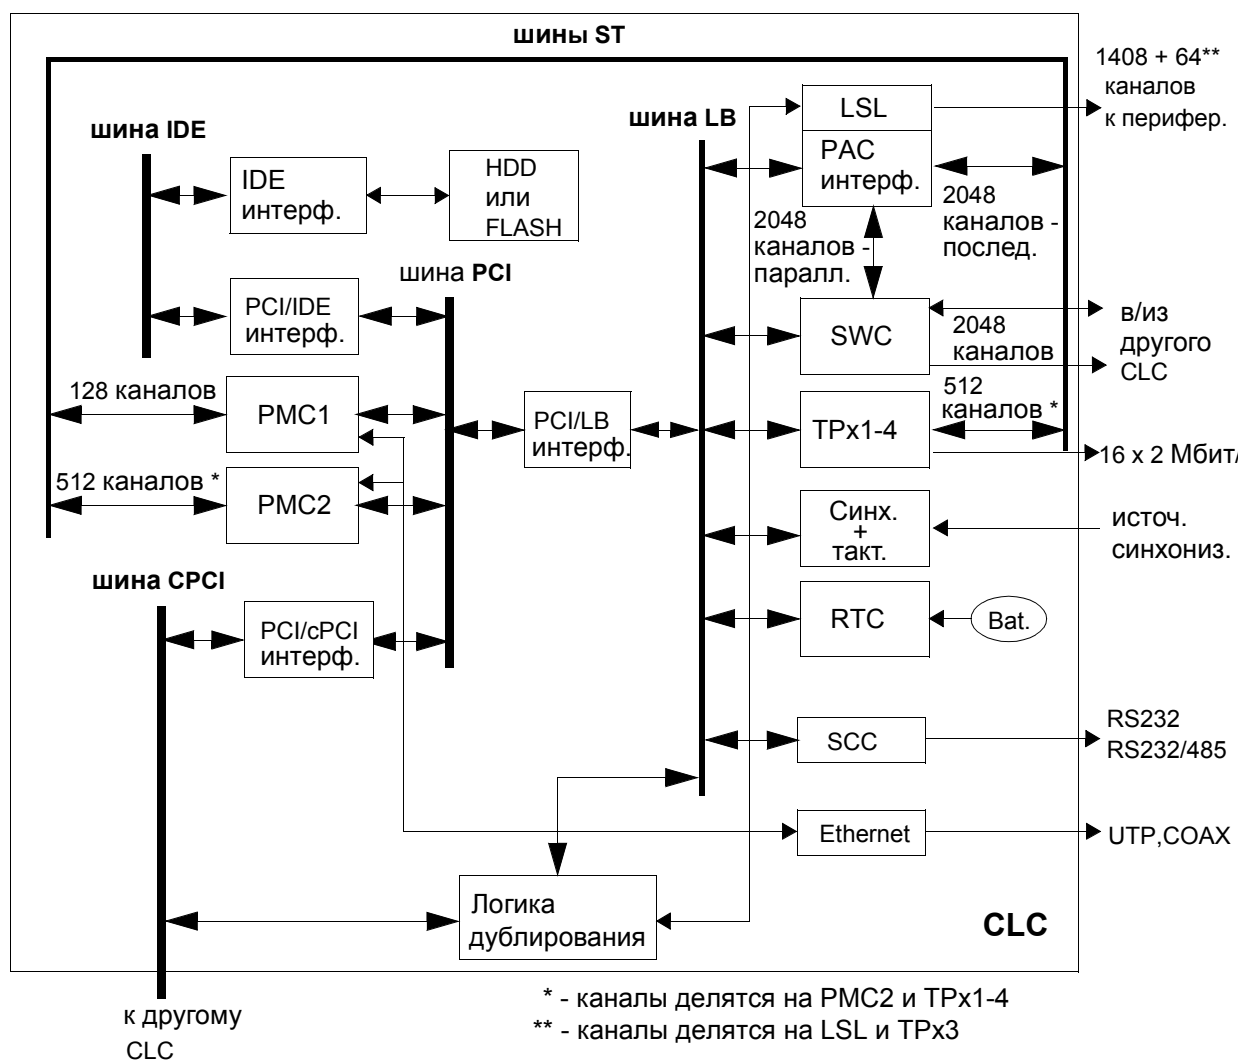 шины ST
1408 + 64**
каналов
к перифер.
шина IDE
шина LB
LSL
PAC
интерф.
IDE
интерф.
HDD
или
FLASH
2048
каналов -
паралл.
2048
каналов -
послед.
шина PCI
PCI/IDE
интерф.
SWC
2048
каналов
в/из
другого
CLC
128 каналов
PMC1
PCI/LB
интерф.
TPx1-4
512
каналов *
16 x 2 Мбит/
512 каналов *
PMC2
Синх.
+
такт.
источ.
синхониз.
шина CPCI
PCI/cPCI
интерф.
RTC
Bat.
SCC
RS232
RS232/485
Ethernet
UTP,COAX
Логика
дублирования
CLC
* - каналы делятся на PMC2 и TPx1-4
** - каналы делятся на LSL и TPx3
к другому
CLC